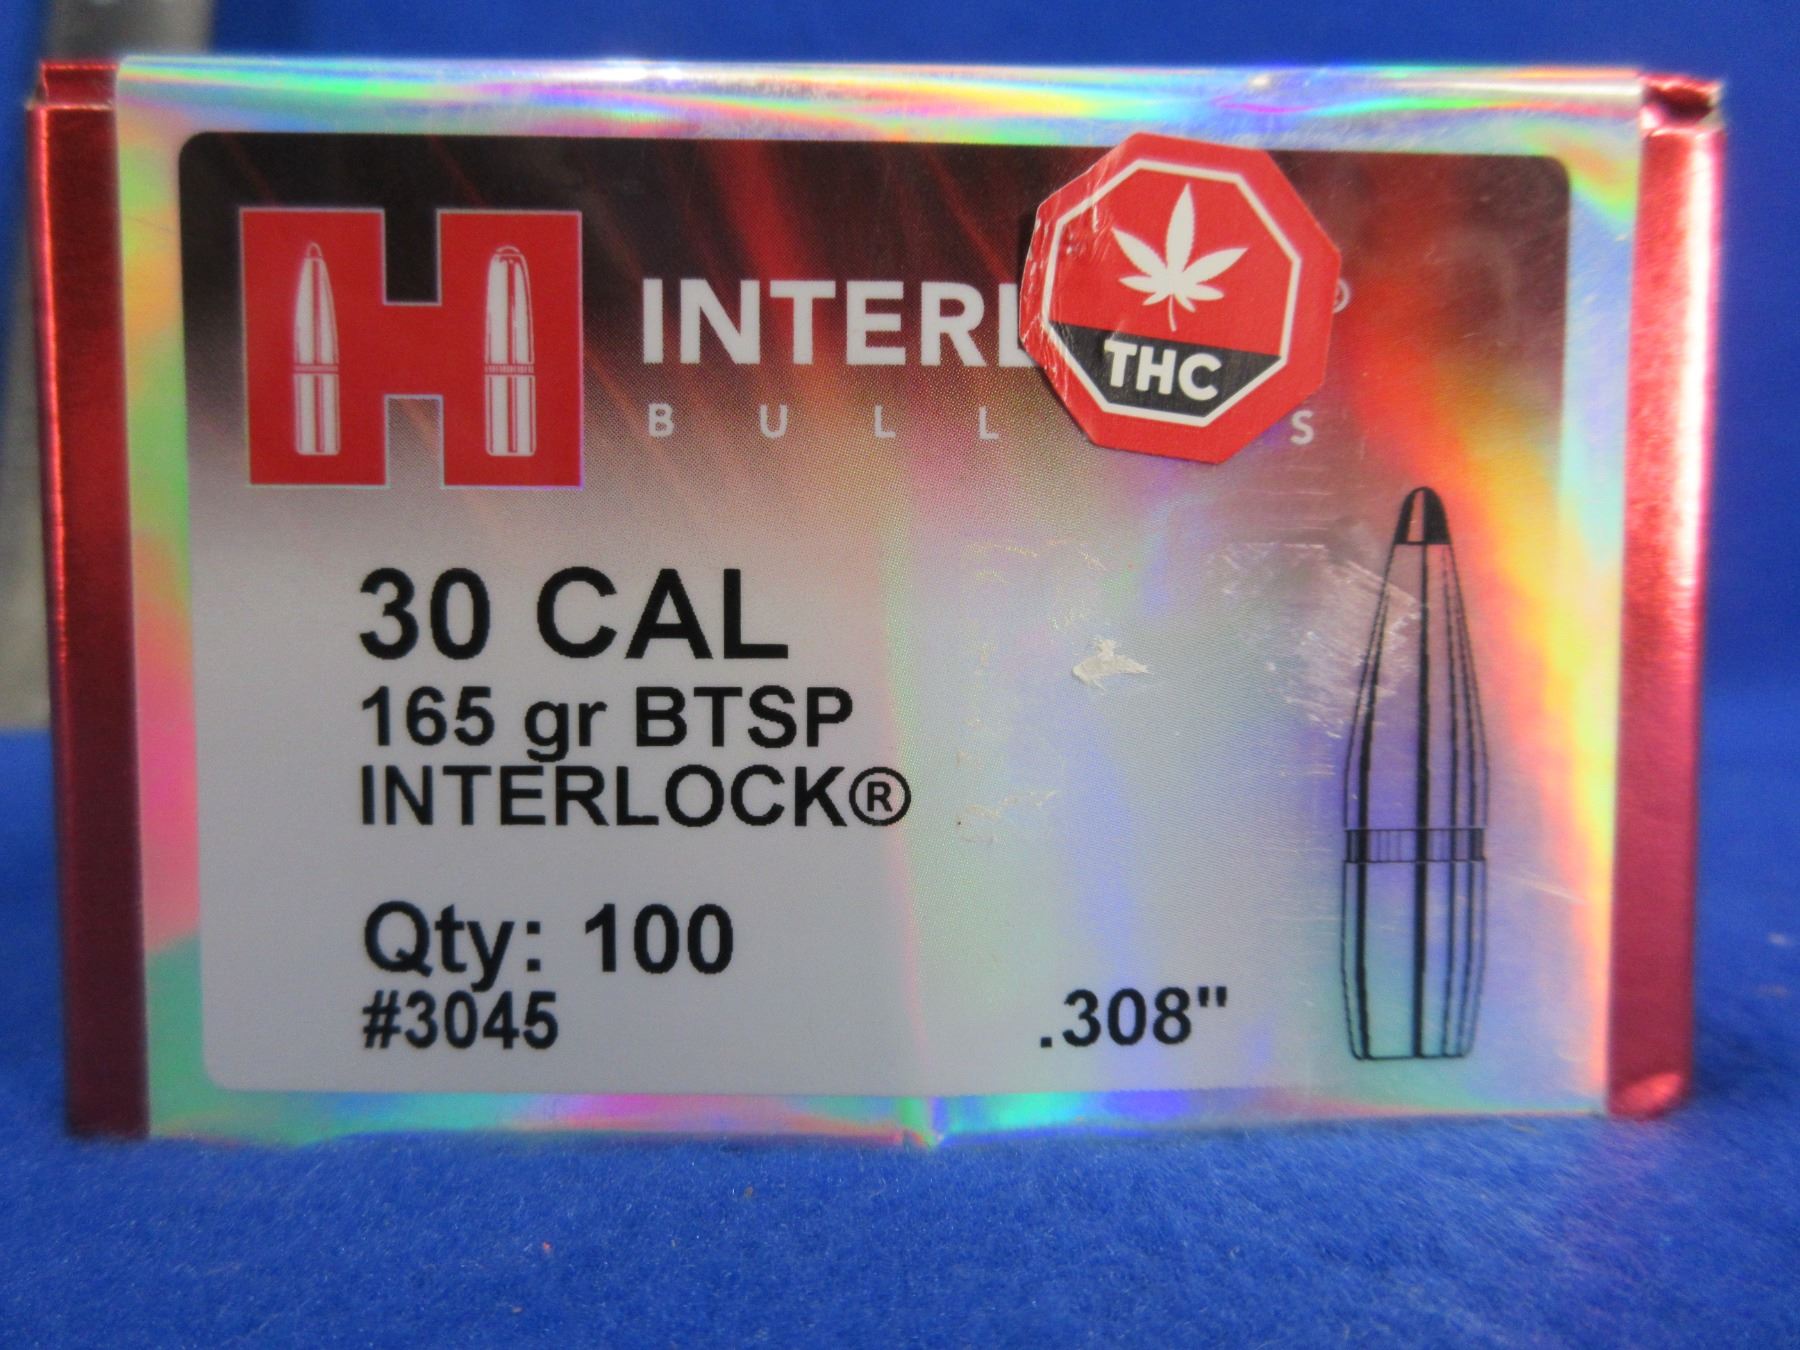 H
INTERL
®
THC
BULL S
30 CAL
165 gr BTSP
INTERLOCK®
Qty: 100
#3045
.308"